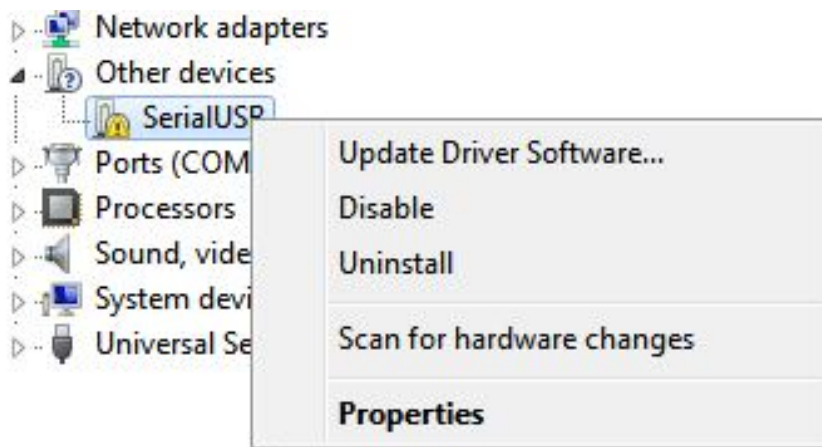 Network adapters
Other devices
SerialUSB
Update Driver Software...
Ports (COM
Disable
Processors
Uninstall
Sound, vide
System devi
Scan for hardware changes
Universal Se
Properties